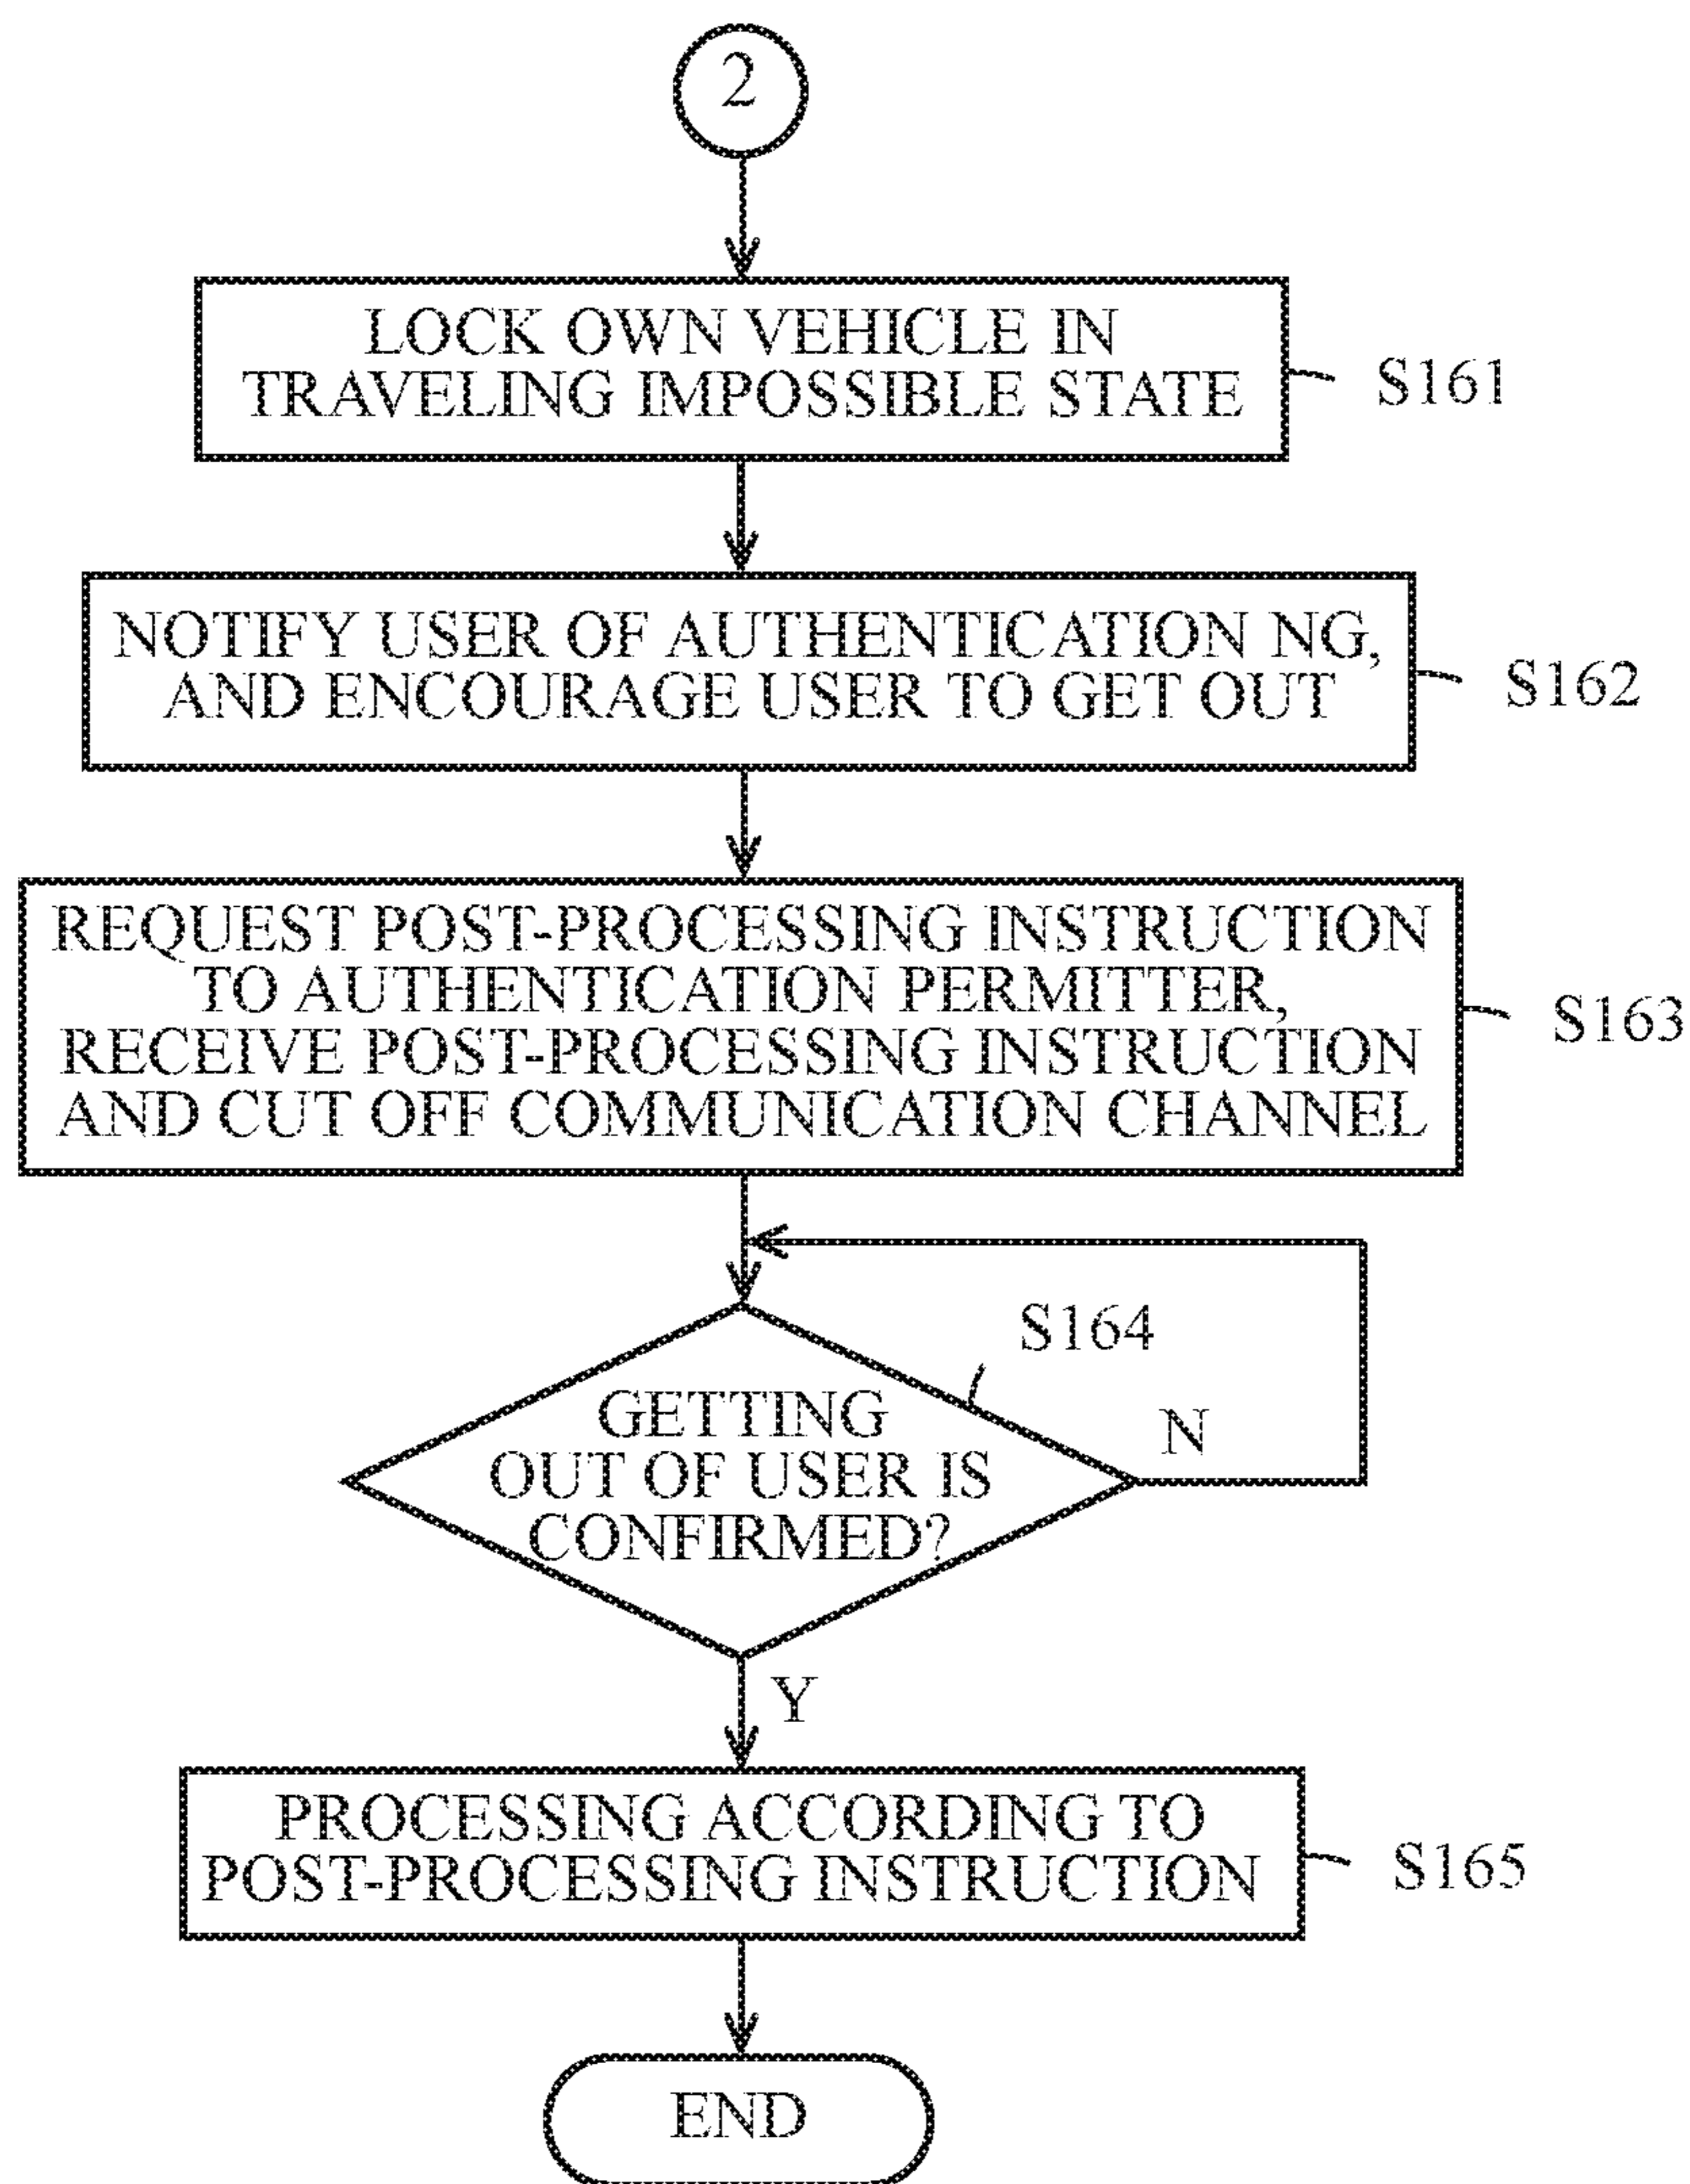 2
LOCK OWN VEHICLE IN
TRAVELING IMPOSSIBLE STATE
S161
NOTIFY USER OF AUTHENTICATION NG,
AND ENCOURAGE USER TO GET OUT
S162
REQUEST POST-PROCESSING INSTRUCTION
TO AUTHENTICATION PERMITTER,
RECEIVE POST-PROCESSING INSTRUCTION
AND CUT OFF COMMUNICATION CHANNEL
S163
S164
GETTING
OUT OF USER IS
CONFIRMED?
N
Y
PROCESSING ACCORDING TO
POST-PROCESSING INSTRUCTION
S165
END